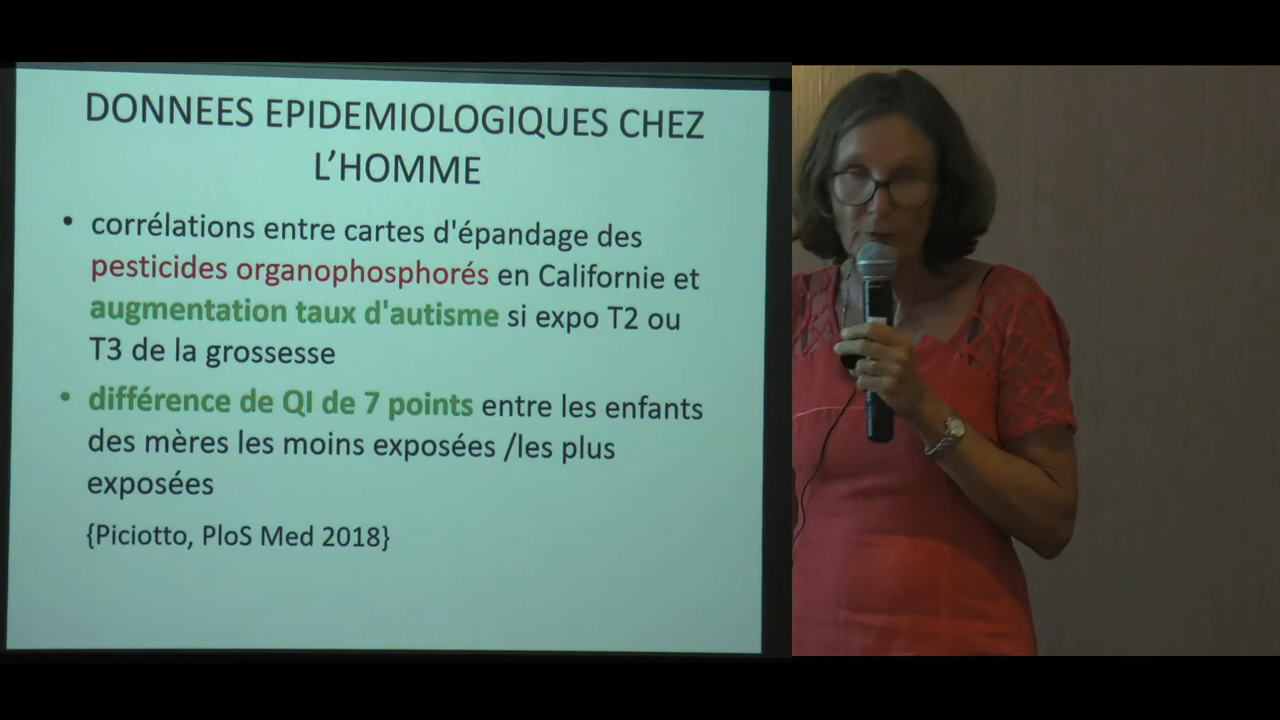 DONNEES EPIDEMIOLOGIQUES CHEZ
L'HOMME
• corrélations entre cartes d'épandage des
pesticides organophosphorés en Californie et
augmentation taux d'autisme si expo T2 ou
T3 de la grossesse
• différence de QI de 7 points entre les enfants
des mères les moins exposées /les plus
exposées
{Piciotto, PloS Med 2018}